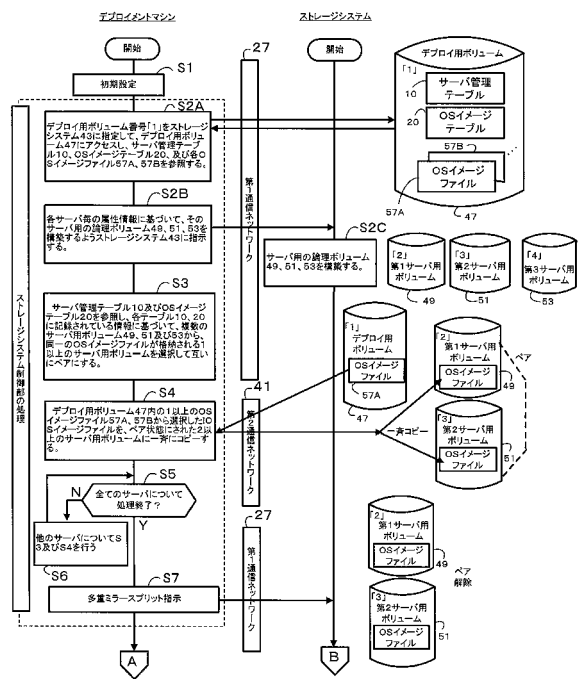 デプロイメントマシン
ストレージシステム
開始
27
開始
S1
初期設定
デプロイ用ボリューム
「1」
サーバ管理
テーブル
10
OSイメージ
テーブル
20
57B
OSイメージ
ファイル
57A
47
ストレージシステム制御部の処理
S2A
デプロイ用ボリューム番号「1」をストレー
ジシステム43に指定して、デプロイ用ボリューム
47にアクセスし、サーバ管理テーブ
ル10、OSイメージテーブル20、及び各O
Sイメージファイル57A、57Bを参照する。
第1通信ネットワーク
S2B
各サーバ毎の属性情報に基づいて、その
サーバ用の論理ボリューム49、51、53を
構築するようストレージシステム43に指示
する。
S2C
サーバ用の論理ボリューム
49、51、53を構築する。
「2」
第1サーバ用
ボリューム
49
「3」
第2サーバ用
ボリューム
51
「4」
第3サーバ用
ボリューム
53
S3
サーバ管理テーブル10及びOSイメージ
テーブル20を参照し、各テーブル10、20
に記録されている情報に基づいて、複数の
サーバ用ボリューム49、51及び53から、
同一のOSイメージファイルが格納される1
以上のサーバ用ボリュームを選択して互い
にペアにする。
「1」
デプロイ用
ボリューム
OSイメージ
ファイル
57A
47
「2」
第1サーバ用
ボリューム
OSイメージ
ファイル
49
ペア
S4
デプロイ用ボリューム47内の1以上のOS
イメージファイル57A、57Bから選択した1OS
イメージファイルを、ペア状態にされた2以
上のサーバ用ボリュームに一斉にコピーす
る。
41
第2通信ネットワーク
一斉コピー
「3」
第2サーバ用
ボリューム
OSイメージ
ファイル
51
S5
全てのサーバについて
処理終了?
N
Y
他のサーバについてS
3及びS4を行う
S6
27
第1通信ネットワーク
S7
多重ミラースプリット指示
「2」
第1サーバ用
ボリューム
OSイメージ
ファイル
49
ペア
解除
「3」
第2サーバ用
ボリューム
OSイメージ
ファイル
51
A
B